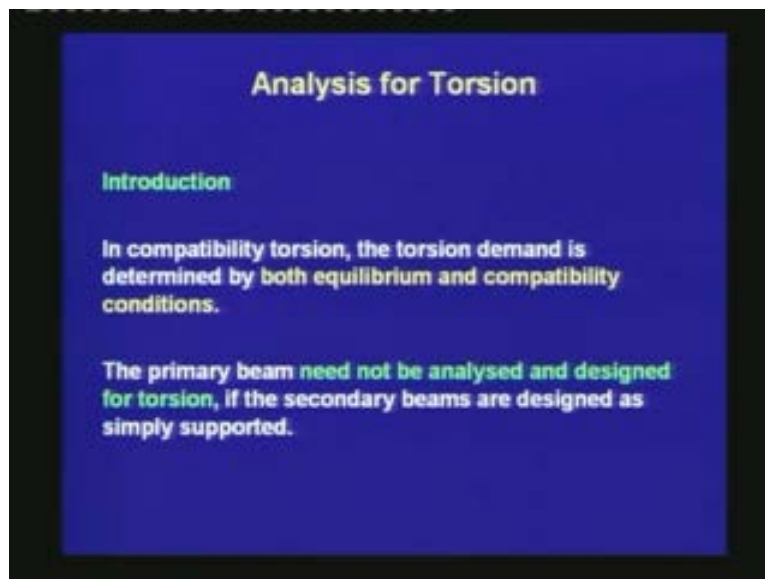 Analysis for Torsion
Introduction
In compatibility torsion, the torsion demand is
determined by both equilibrium and compatibility
conditions.
The primary beam need not be analysed and designed
for torsion, if the secondary beams are designed as
simply supported.